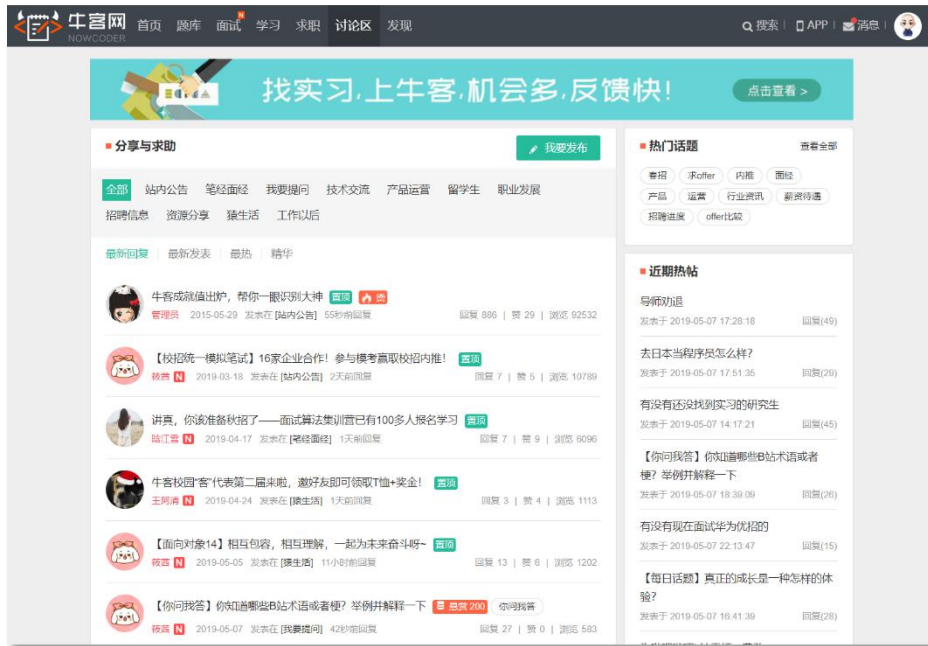 牛客网
NOWCODER
首页 题库 面试 学习 求职 讨论区 发现
搜索 | APP | 消息 |
找实习,上牛客,机会多,反馈快!
点击查看 >
分享与求助
我要发布
全部 站内公告 笔经面经 我要提问 技术交流 产品运营 留学生 职业发展
招聘信息 资源分享 猿生活 工作以后
最新回复 | 最新发表 | 最热 | 精华
牛客成就值出炉,帮你一眼识别大神 置顶 热
管理员 2015-05-29 发表在 [站内公告] 55秒前回复 回复 886 | 赞 29 | 浏览 92532
【校招统一模拟笔试】16家企业合作!参与模考赢取校招内推! 置顶
N 2019-03-18 发表在 [站内公告] 2天前回复 回复 7 | 赞 5 | 浏览 10789
讲真,你该准备秋招了——面试算法集训营已有100多人报名学习 置顶
N 2019-04-17 发表在 [笔经面经] 1天前回复 回复 7 | 赞 9 | 浏览 6096
牛客校园“客”代表第二届来啦,邀好友即可领取T恤+奖金! 置顶
N 2019-04-24 发表在 [猿生活] 1天前回复 回复 3 | 赞 4 | 浏览 1113
【面向对象14】相互包容,相互理解,一起为未来奋斗呀~ 置顶
N 2019-05-05 发表在 [猿生活] 11小时前回复 回复 13 | 赞 6 | 浏览 1202
【你问我答】你知道哪些B站术语或者梗?举例并解释一下 悬赏 200 你问我答
N 2019-05-07 发表在 [我要提问] 42秒前回复 回复 27 | 赞 0 | 浏览 583
热门话题
查看全部
春招 求offer 内推 面经
产品 运营 行业资讯 薪资待遇
招聘进度 offer比较
近期热帖
导师劝退
发表于 2019-05-07 17:28:18 回复(49)
去日本当程序员怎么样?
发表于 2019-05-07 17:51:35 回复(29)
有没有还没找到实习的研究生
发表于 2019-05-07 14:17:21 回复(45)
【你问我答】你知道哪些B站术语或者
梗?举例并解释一下
发表于 2019-05-07 18:39:09 回复(26)
有没有现在面试华为优招的
发表于 2019-05-07 22:13:47 回复(15)
【每日话题】真正的成长是一种怎样的体
验?
发表于 2019-05-07 16:41:39 回复(28)